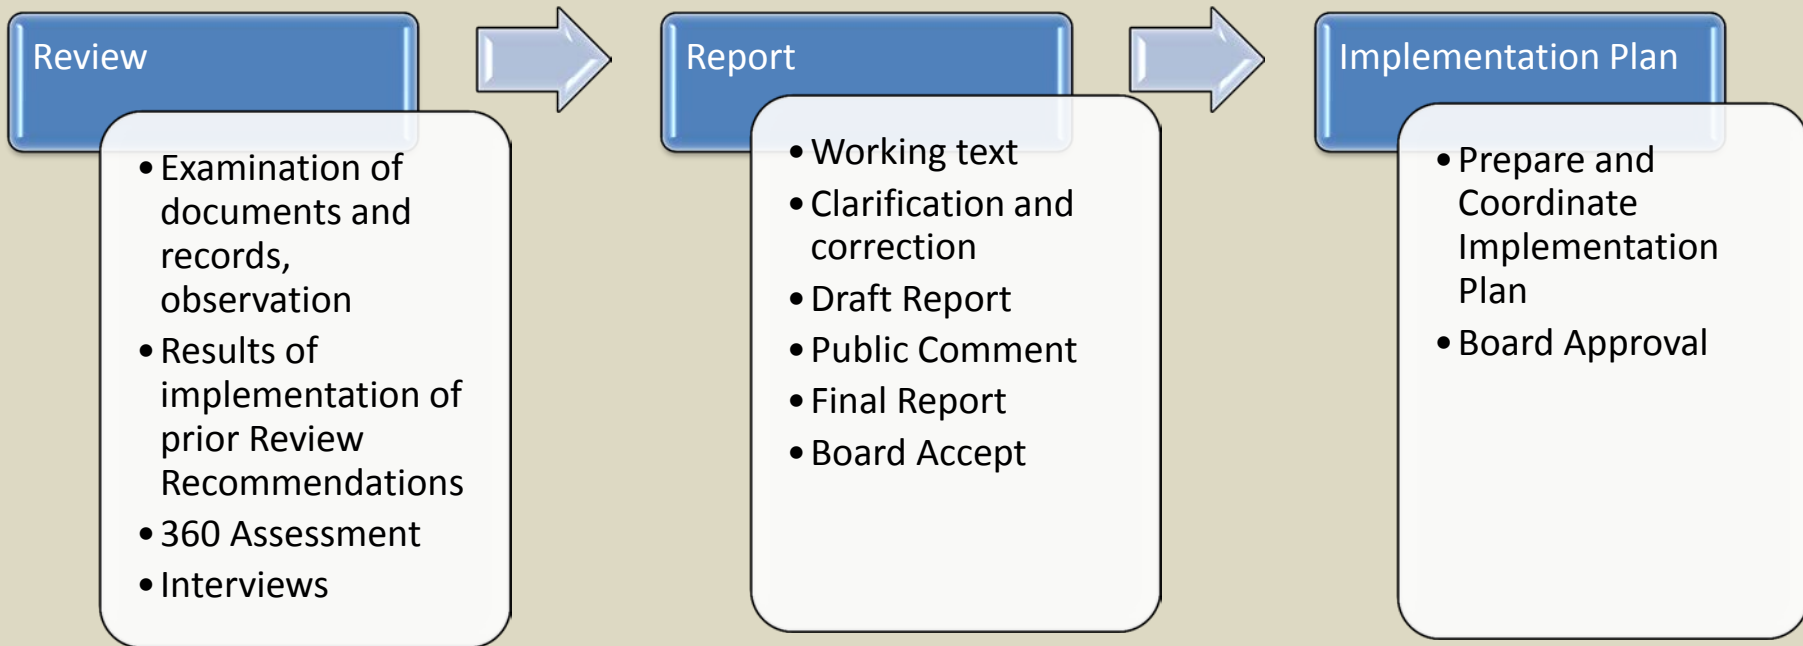 Review
• Examination of
documents and
records,
observation
• Results of
implementation of
prior Review
Recommendations
• 360 Assessment
• Interviews
Report
• Working text
• Clarification and
correction
• Draft Report
• Public Comment
• Final Report
• Board Accept
Implementation Plan
• Prepare and
Coordinate
Implementation
Plan
• Board Approval